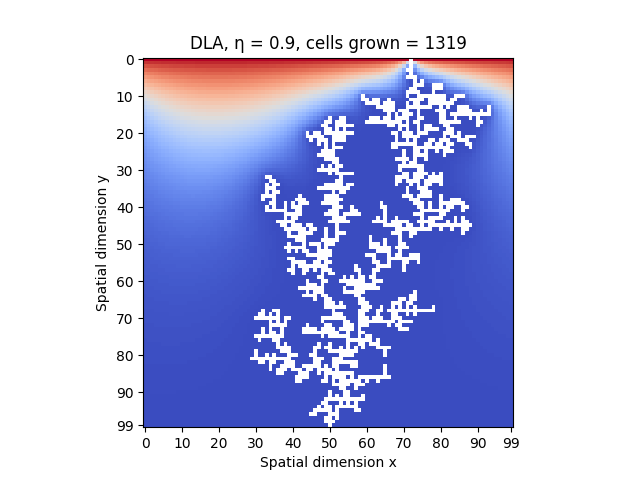 DLA, η = 0.9, cells grown = 1319
0
10
20
30
40
50
60
70
80
90
99
Spatial dimension y
0 10 20 30 40 50 60 70 80 90 99
Spatial dimension x